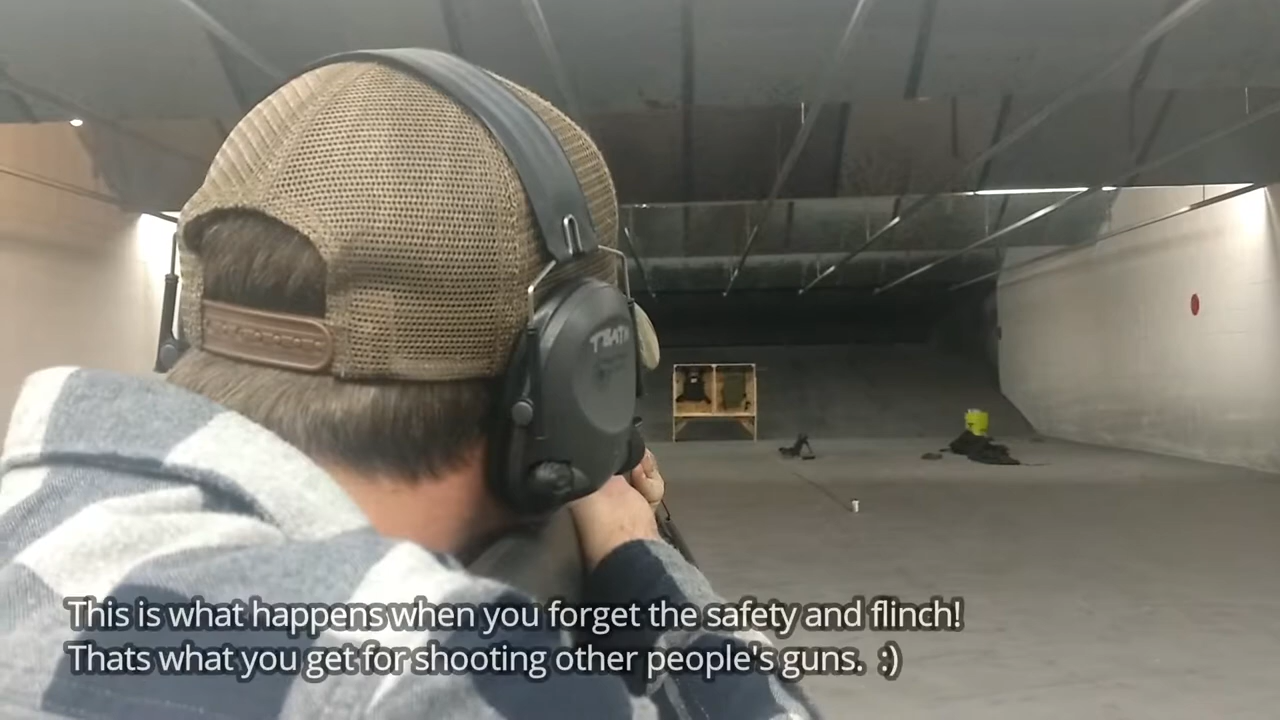 This is what happens when you forget the safety and flinch!
Thats what you get for shooting other people's guns.  :)